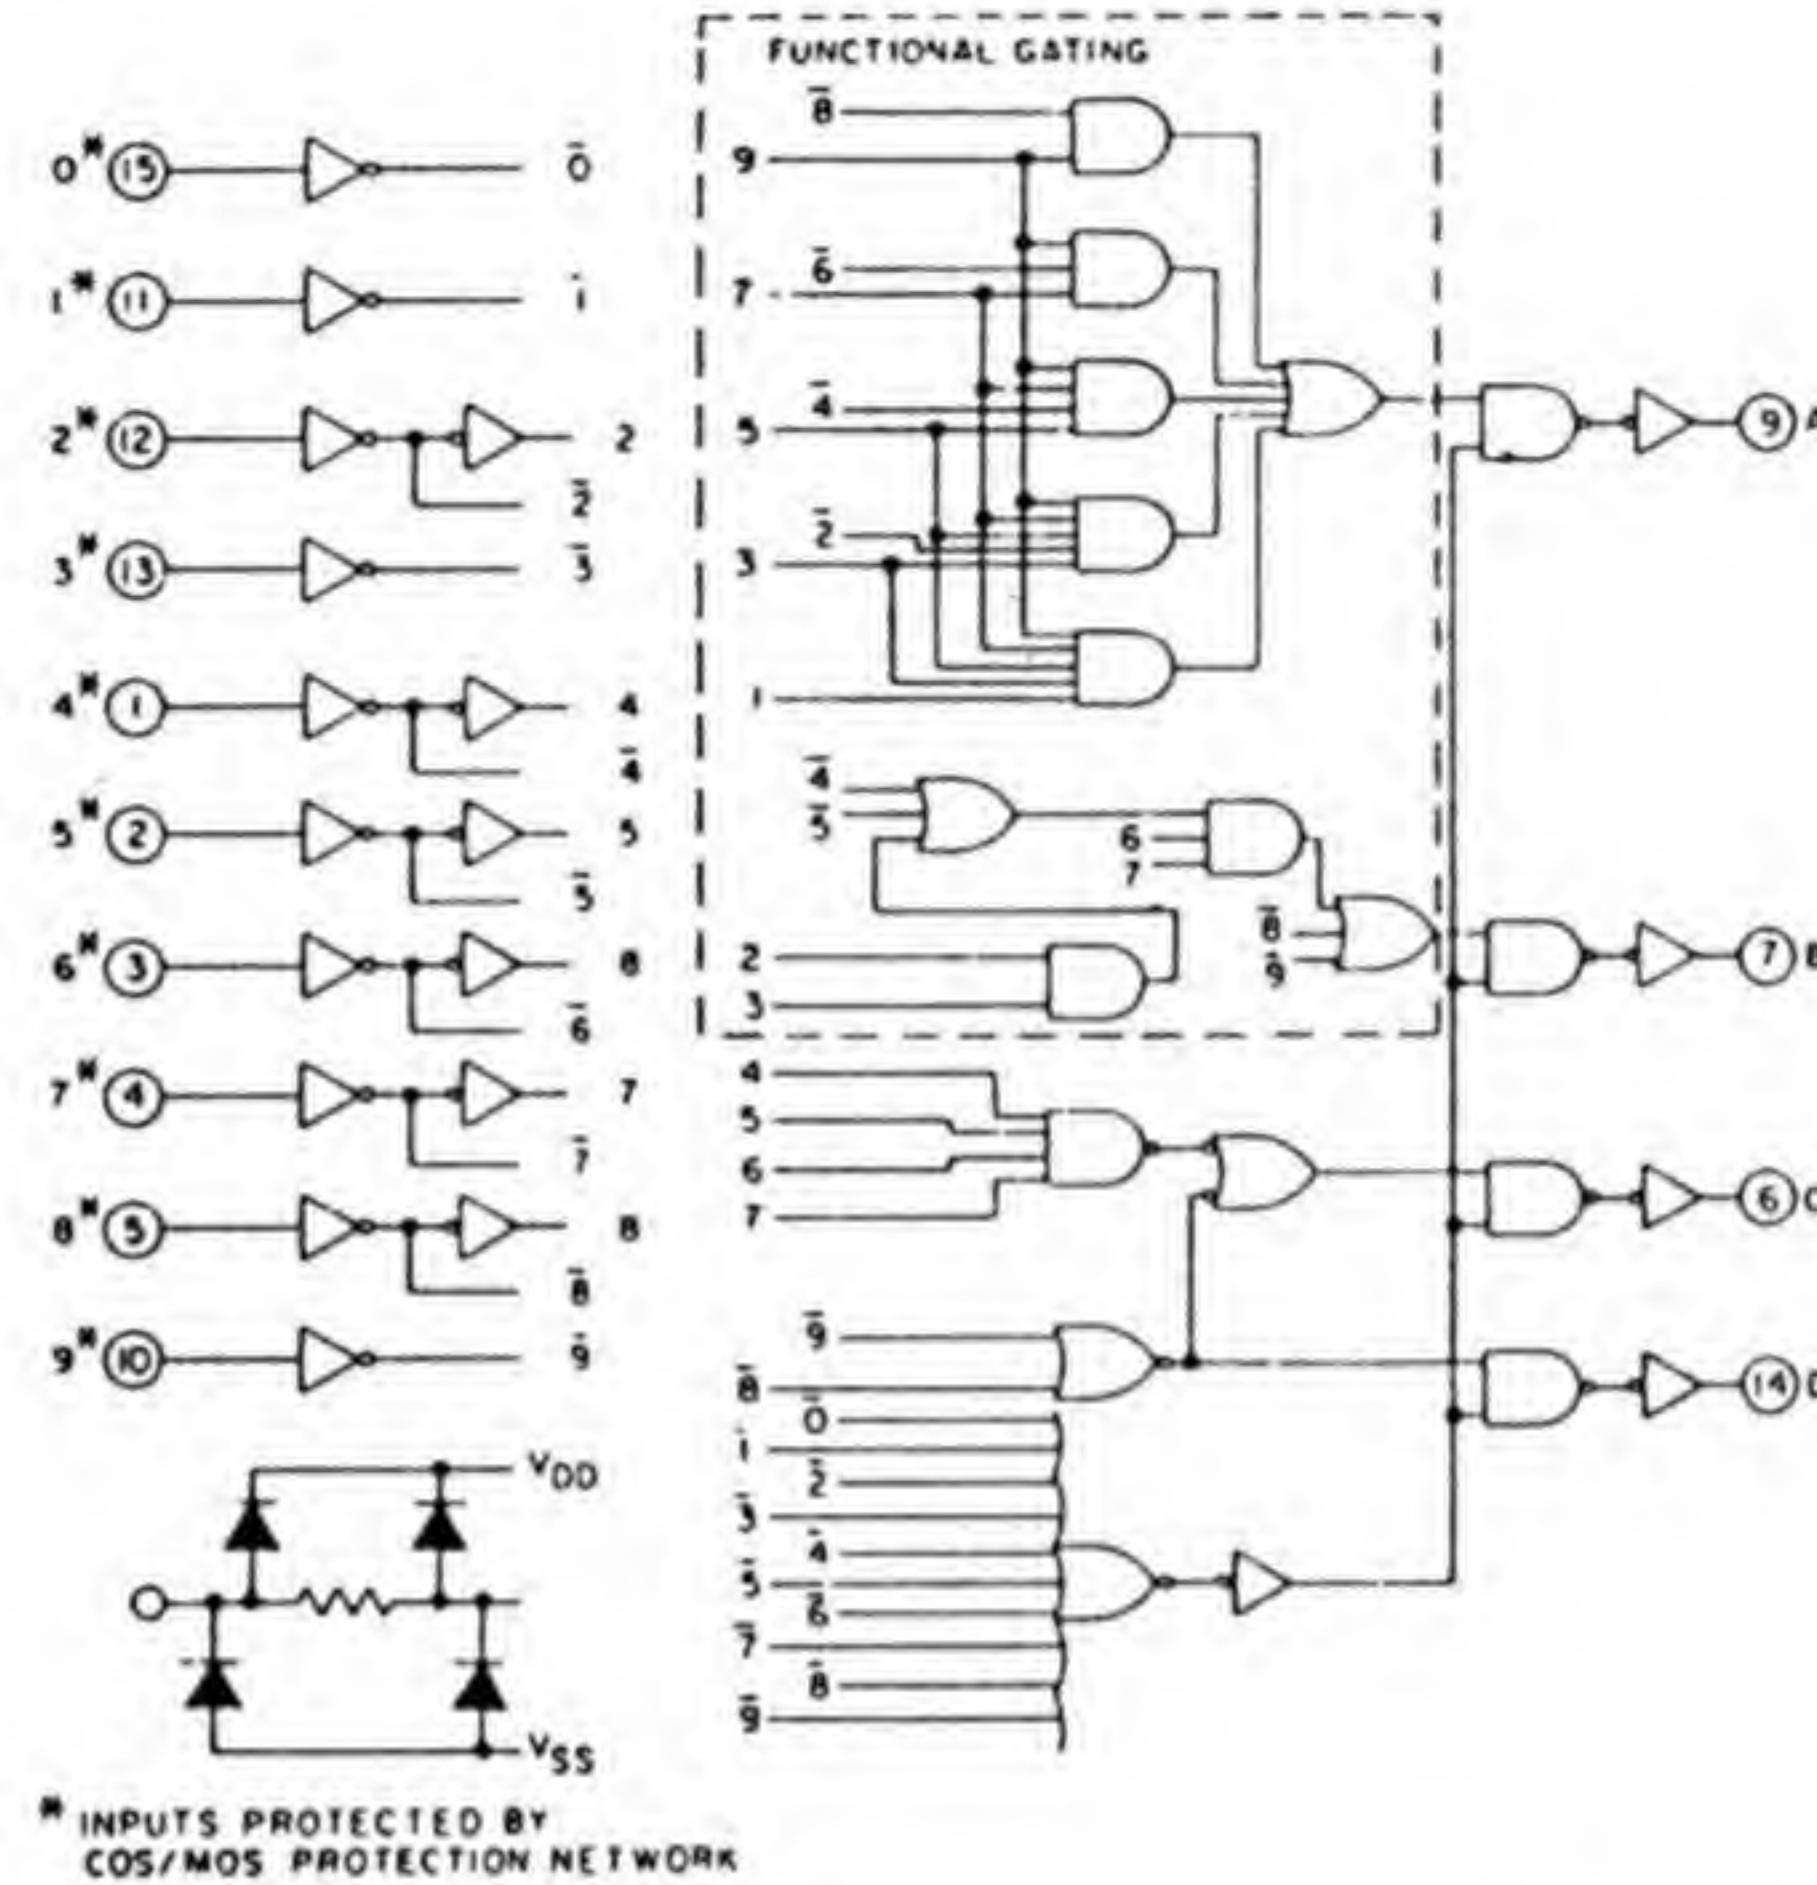 FUNCTIONAL GATING
8̅
9
6̅
7
4̅
5
2̅
3
1
4̅
5̅
6
7
8̅
9̅
2
3
4
5
6
7
9̅
8̅
0̅
1̅
2̅
3̅
4̅
5̅
6̅
7̅
8̅
9̅
0* 15 0̅
1* 11 1̅
2* 12 2
2̅
3* 13 3̅
4* 1 4
4̅
5* 2 5
5̅
6* 3 8
6̅
7* 4 7
7̅
8* 5 8
8̅
9* 10 9̅
9 A
7
6
14
VDD
VSS
* INPUTS PROTECTED BY
COS/MOS PROTECTION NETWORK